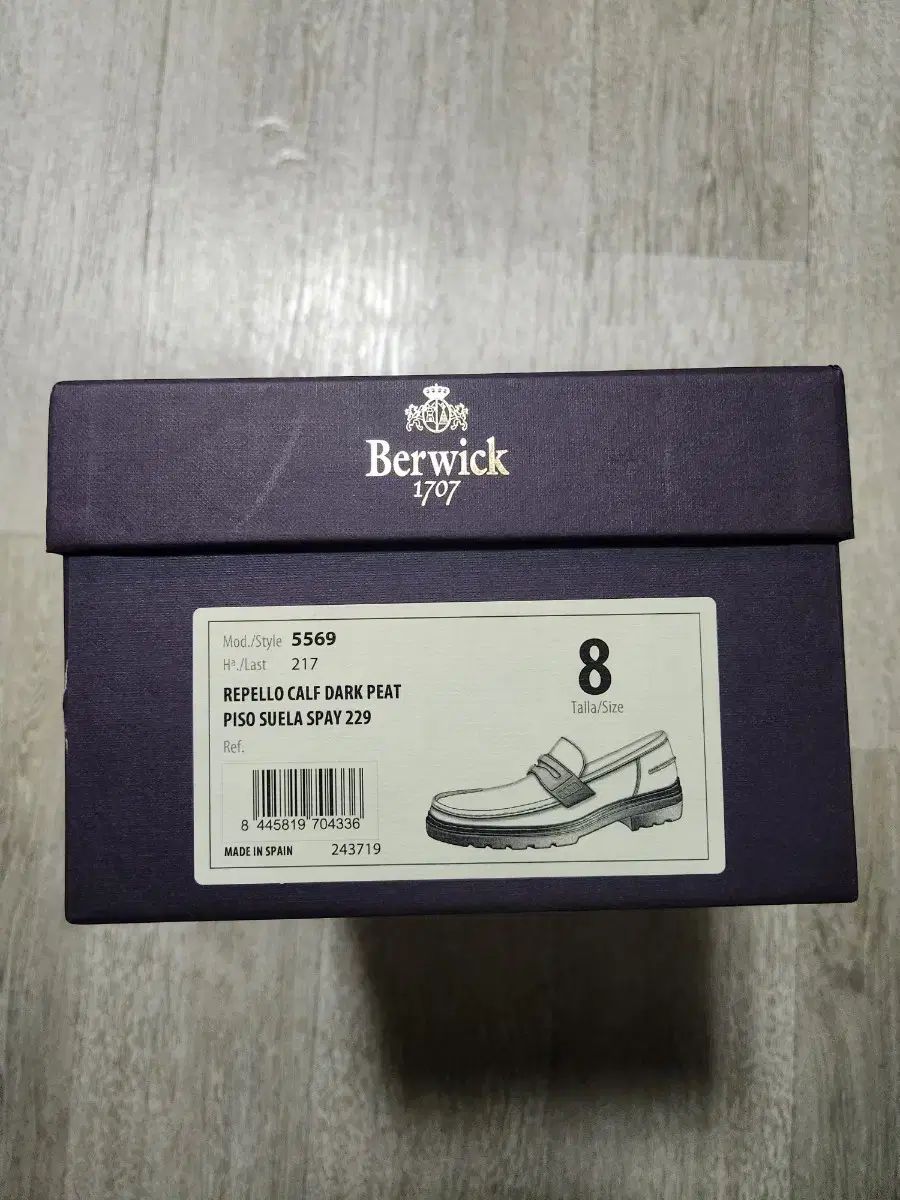 Berwick
1707
Mod./Style 5569
Hª./Last 217
REPELLO CALF DARK PEAT
PISO SUELA SPAY 229
Ref.
8 445819 704336
MADE IN SPAIN 243719
8
Talla/Size